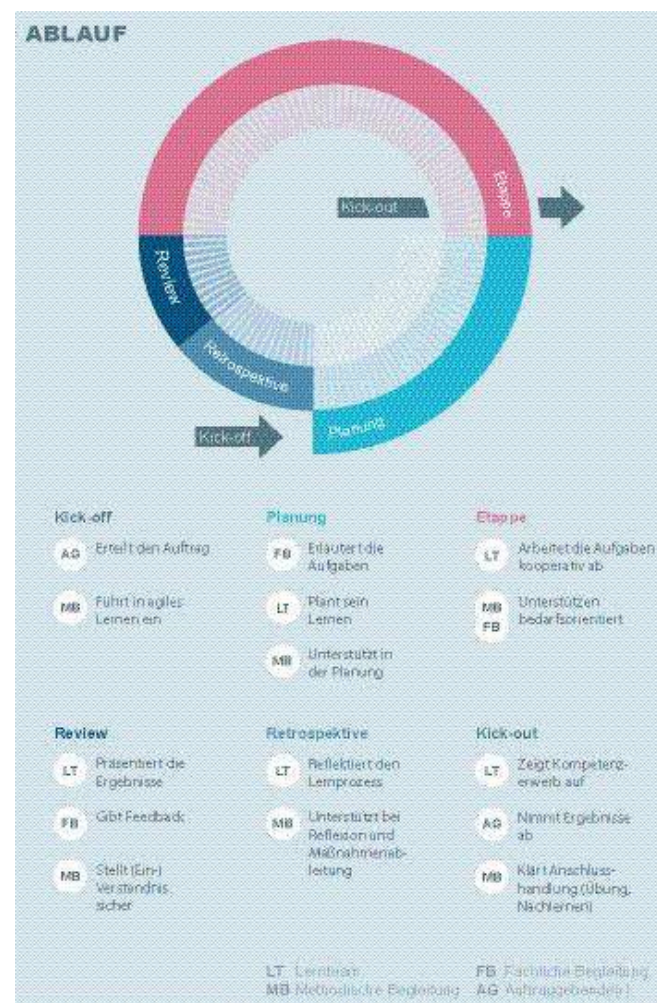 ABLAUF
Etappe
Kick-out
Review
Retrospektive
Kick-off
Planung
Kick-off
AG Erteilt den Auftrag
MB Führt in agiles
Lernen ein
Planung
FB Erläutert die
Aufgaben
LT Plant sein
Lernen
MB Unterstützt in
der Planung
Etappe
LT Arbeitet die Aufgaben
kooperativ ab
MB Unterstützen
FB bedarfsorientiert
Review
LT Präsentiert die
Ergebnisse
FB Gibt Feedback
MB Stellt (Ein-)
Verständnis
sicher
Retrospektive
LT Reflektiert den
Lernprozess
MB Unterstützt bei
Reflexion und
Maßnahmenab-
leitung
Kick-out
LT Zeigt Kompetenz-
erwerb auf
AG Nimmt Ergebnisse
ab
MB Klärt Anschluss-
handlung (Übung,
Nachlernen)
LT Lernteam
MB Methodische Begleitung
FB Fachliche Begleitung
AG